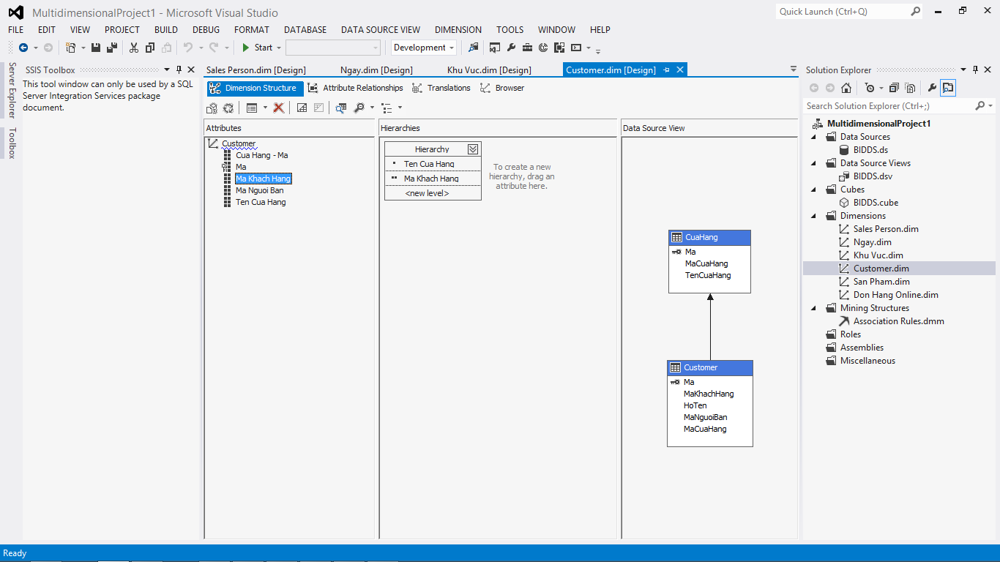 MultidimensionalProject1 - Microsoft Visual Studio
Quick Launch (Ctrl+Q)
FILE EDIT VIEW PROJECT BUILD DEBUG FORMAT DATABASE DATA SOURCE VIEW DIMENSION TOOLS WINDOW HELP
Start Development
Server Explorer
Toolbox
SSIS Toolbox
This tool window can only be used by a SQL
Server Integration Services package
document.
Sales Person.dim [Design] Ngay.dim [Design] Khu Vuc.dim [Design] Customer.dim [Design]
Dimension Structure Attribute Relationships Translations Browser
Attributes
Customer
Cua Hang - Ma
Ma
Ma Khach Hang
Ma Nguoi Ban
Ten Cua Hang
Hierarchies
Hierarchy
Ten Cua Hang
Ma Khach Hang
<new level>
To create a new
hierarchy, drag an
attribute here.
Data Source View
CuaHang
Ma
MaCuaHang
TenCuaHang
Customer
Ma
MaKhachHang
HoTen
MaNguoiBan
MaCuaHang
Solution Explorer
Search Solution Explorer (Ctrl+;)
MultidimensionalProject1
Data Sources
BIDDS.ds
Data Source Views
BIDDS.dsv
Cubes
BIDDS.cube
Dimensions
Sales Person.dim
Ngay.dim
Khu Vuc.dim
Customer.dim
San Pham.dim
Don Hang Online.dim
Mining Structures
Association Rules.dmm
Roles
Assemblies
Miscellaneous
Ready